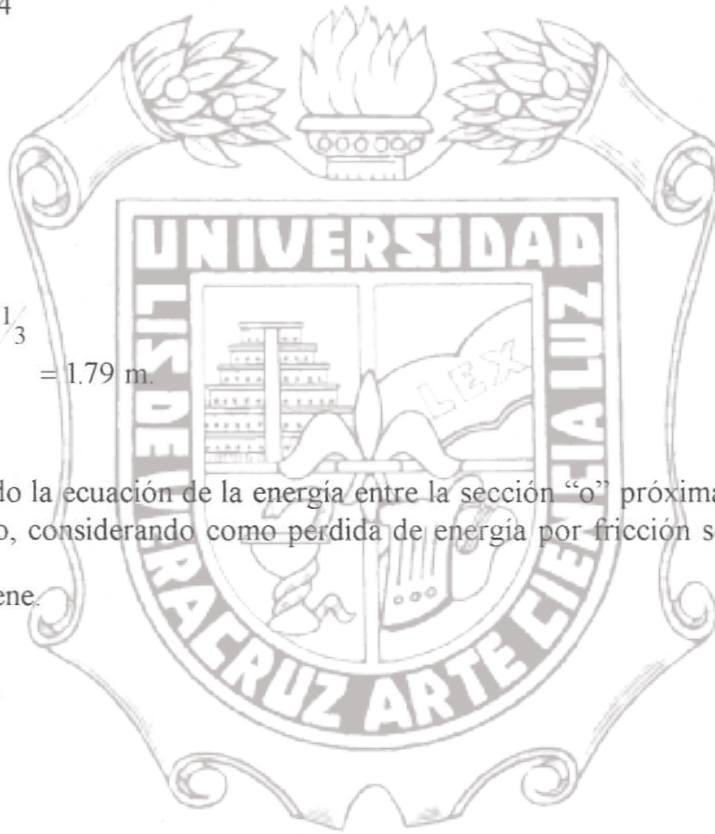 4
1/3
= 1.79 m.
do la ecuación de la energía entre la sección “o” próxima
o, considerando como perdida de energía por fricción s
ene.
UNIVERSIDAD
LIS DE VERACRUZ ARTE CIENCIA LUZ
LEX